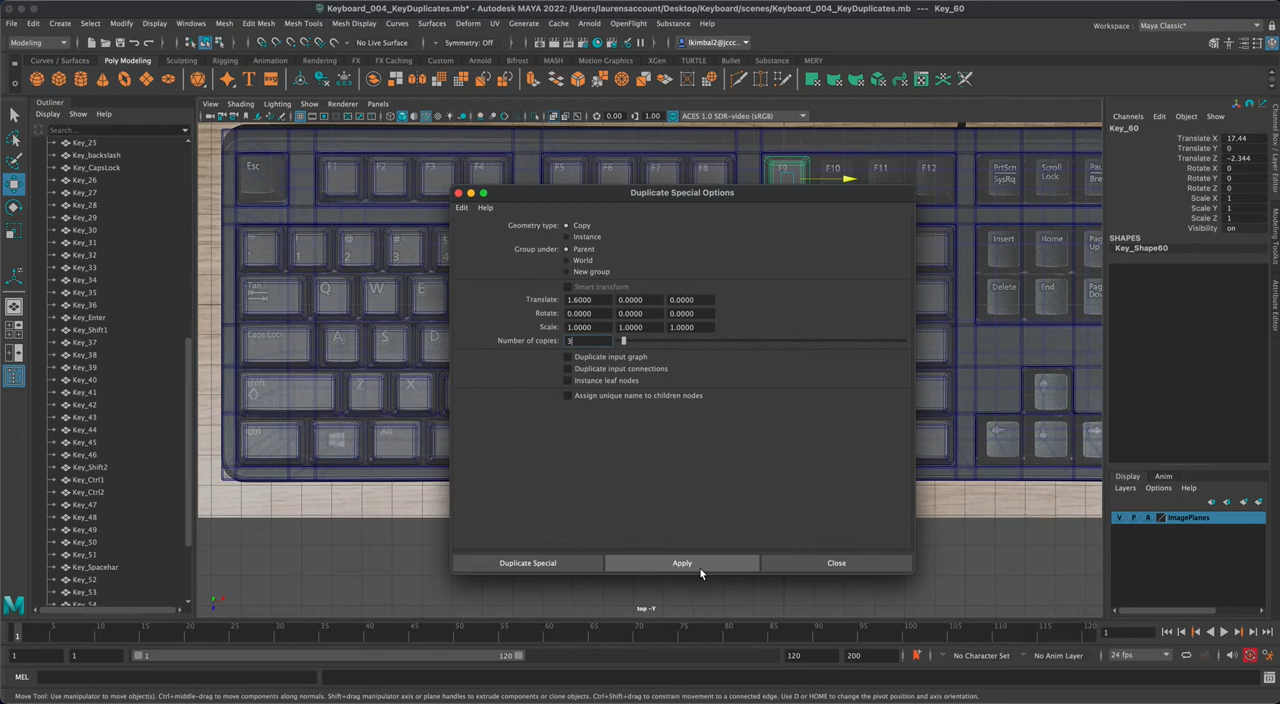 Keyboard_004_KeyDuplicates.mb* - Autodesk MAYA 2022: /Users/laurensaccount/Desktop/Keyboard/scenes/Keyboard_004_KeyDuplicates.mb --- Key_60
File Edit Create Select Modify Display Windows Mesh Edit Mesh Mesh Tools Mesh Display Curves Surfaces Deform UV Generate Cache Arnold OpenFlight Substance Help
Workspace : Maya Classic*
Modeling No Live Surface Symmetry: Off lkimbal2@jccc...
Curves / Surfaces Poly Modeling Sculpting Rigging Animation Rendering FX FX Caching Custom Arnold Bifrost MASH Motion Graphics XGen TURTLE Bullet Substance MERY
Outliner
Display Show Help
Search...
Key_25
Key_backslash
Key_CapsLock
Key_26
Key_27
Key_28
Key_29
Key_30
Key_31
Key_32
Key_33
Key_34
Key_35
Key_36
Key_Enter
Key_Shift1
Key_39
Key_40
Key_41
Key_42
Key_43
Key_44
Key_45
Key_46
Key_Shift2
Key_Ctrl1
Key_Ctrl2
Key_47
Key_48
Key_49
Key_50
Key_51
Key_Spacebar
Key_52
Key_53
Key_54
View Shading Lighting Show Renderer Panels
0.00 1.00 ACES 1.0 SDR-video (sRGB)
Esc F1 F2 F3 F4 F5 F6 F7 F8 F9 F10 F11 F12 PrtScn SysRq Scroll Lock
1 2 3 4 Insert Home
Tab Q W E Delete End
Caps Lock A S D
Shift Z X
Ctrl Alt
Duplicate Special Options
Edit Help
Geometry type: Copy
Instance
Group under: Parent
World
New group
Smart transform
Translate: 1.6000 0.0000 0.0000
Rotate: 0.0000 0.0000 0.0000
Scale: 1.0000 1.0000 1.0000
Number of copies: 3
Duplicate input graph
Duplicate input connections
Instance leaf nodes
Assign unique name to children nodes
Duplicate Special Apply Close
top -Y
Channels Edit Object Show
Key_60
Translate X 17.44
Translate Y 0
Translate Z -2.344
Rotate X 0
Rotate Y 0
Rotate Z 0
Scale X 1
Scale Y 1
Scale Z 1
Visibility on
SHAPES
Key_Shape60
Display Anim
Layers Options Help
V P R ImagePlanes
Channel Box / Layer Editor
Modeling Toolkit
Attribute Editor
5 10 15 20 25 30 35 40 45 50 55 60 65 70 75 80 85 90 95 100 105 110 115 120
1 1
1 1 1 120 120 200 No Character Set No Anim Layer 24 fps
MEL
Move Tool: Use manipulator to move object(s). Ctrl+middle-drag to move components along normals. Shift+drag manipulator axis or plane handles to extrude components or clone objects. Ctrl+Shift+drag to constrain movement to a connected edge. Use D or HOME to change the pivot position and axis orientation.